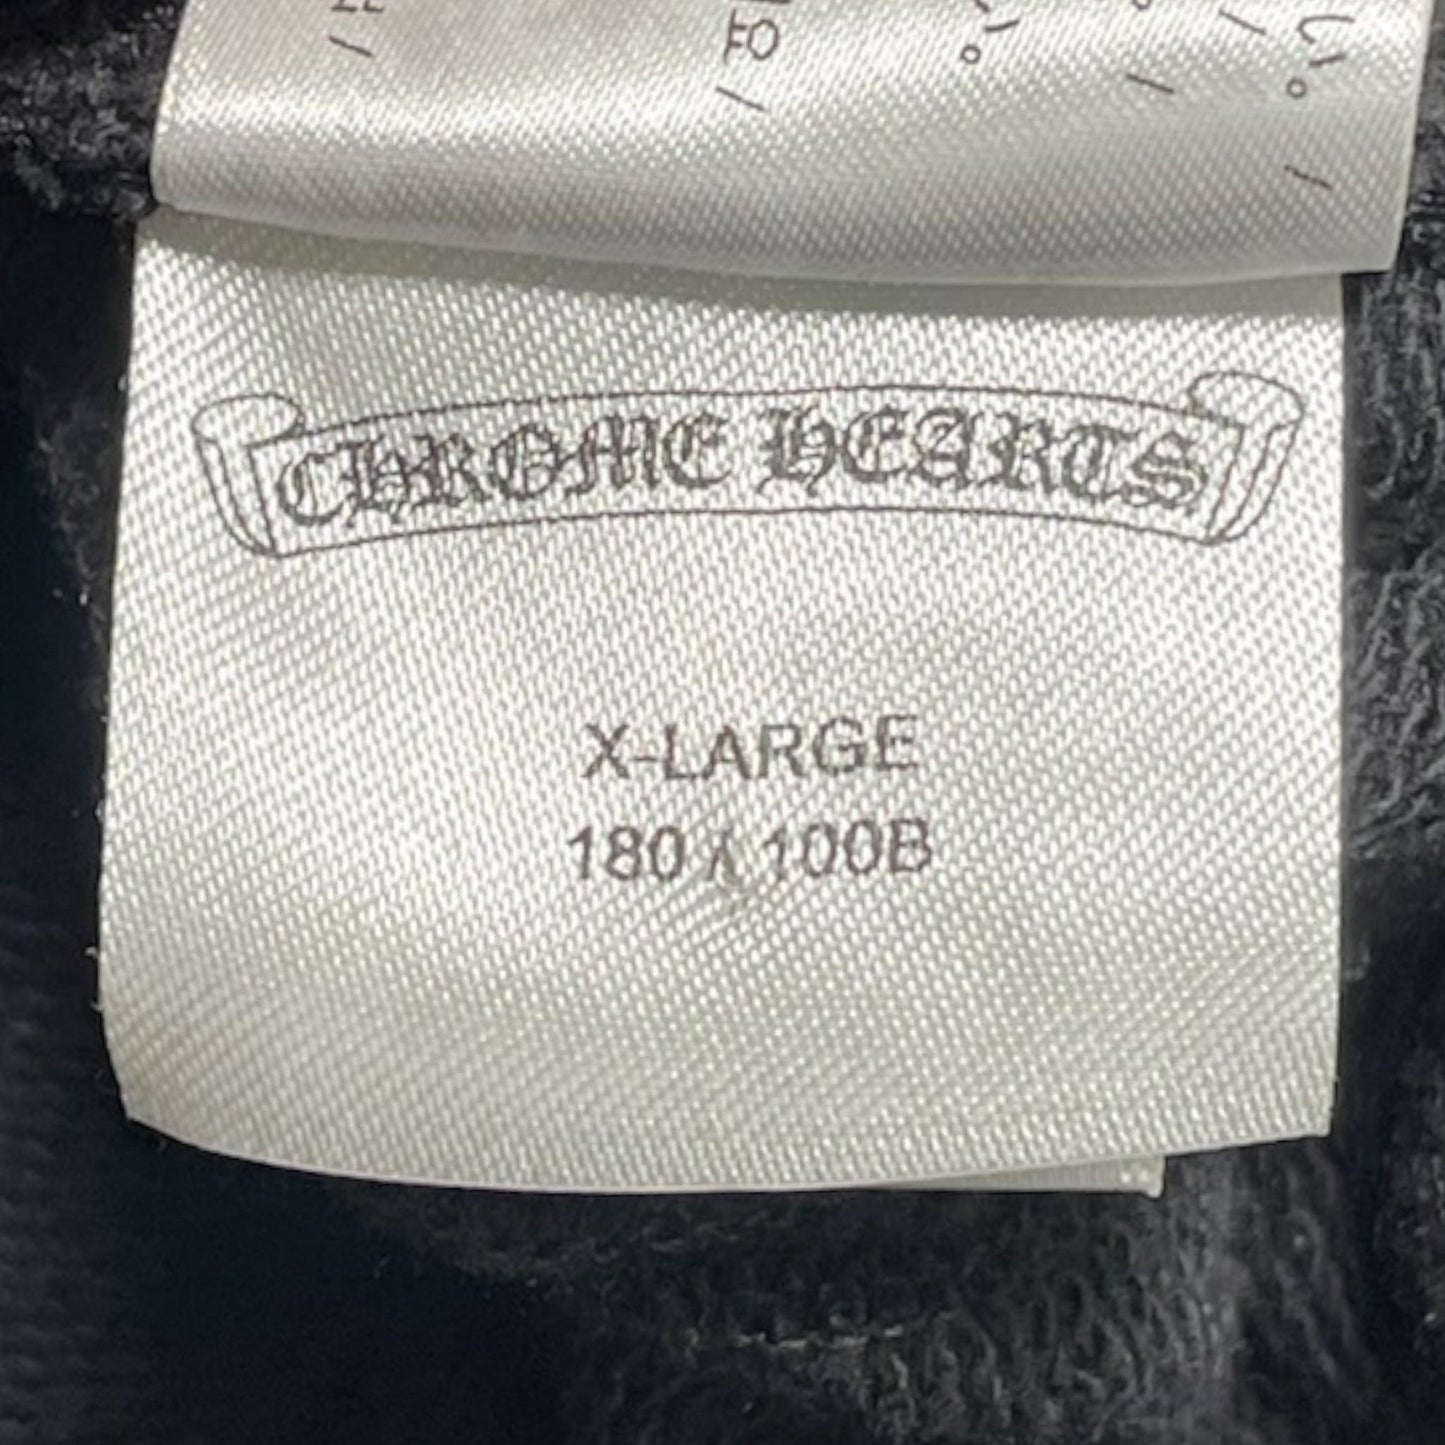 CHROME HEARTS
X-LARGE
180 / 100B